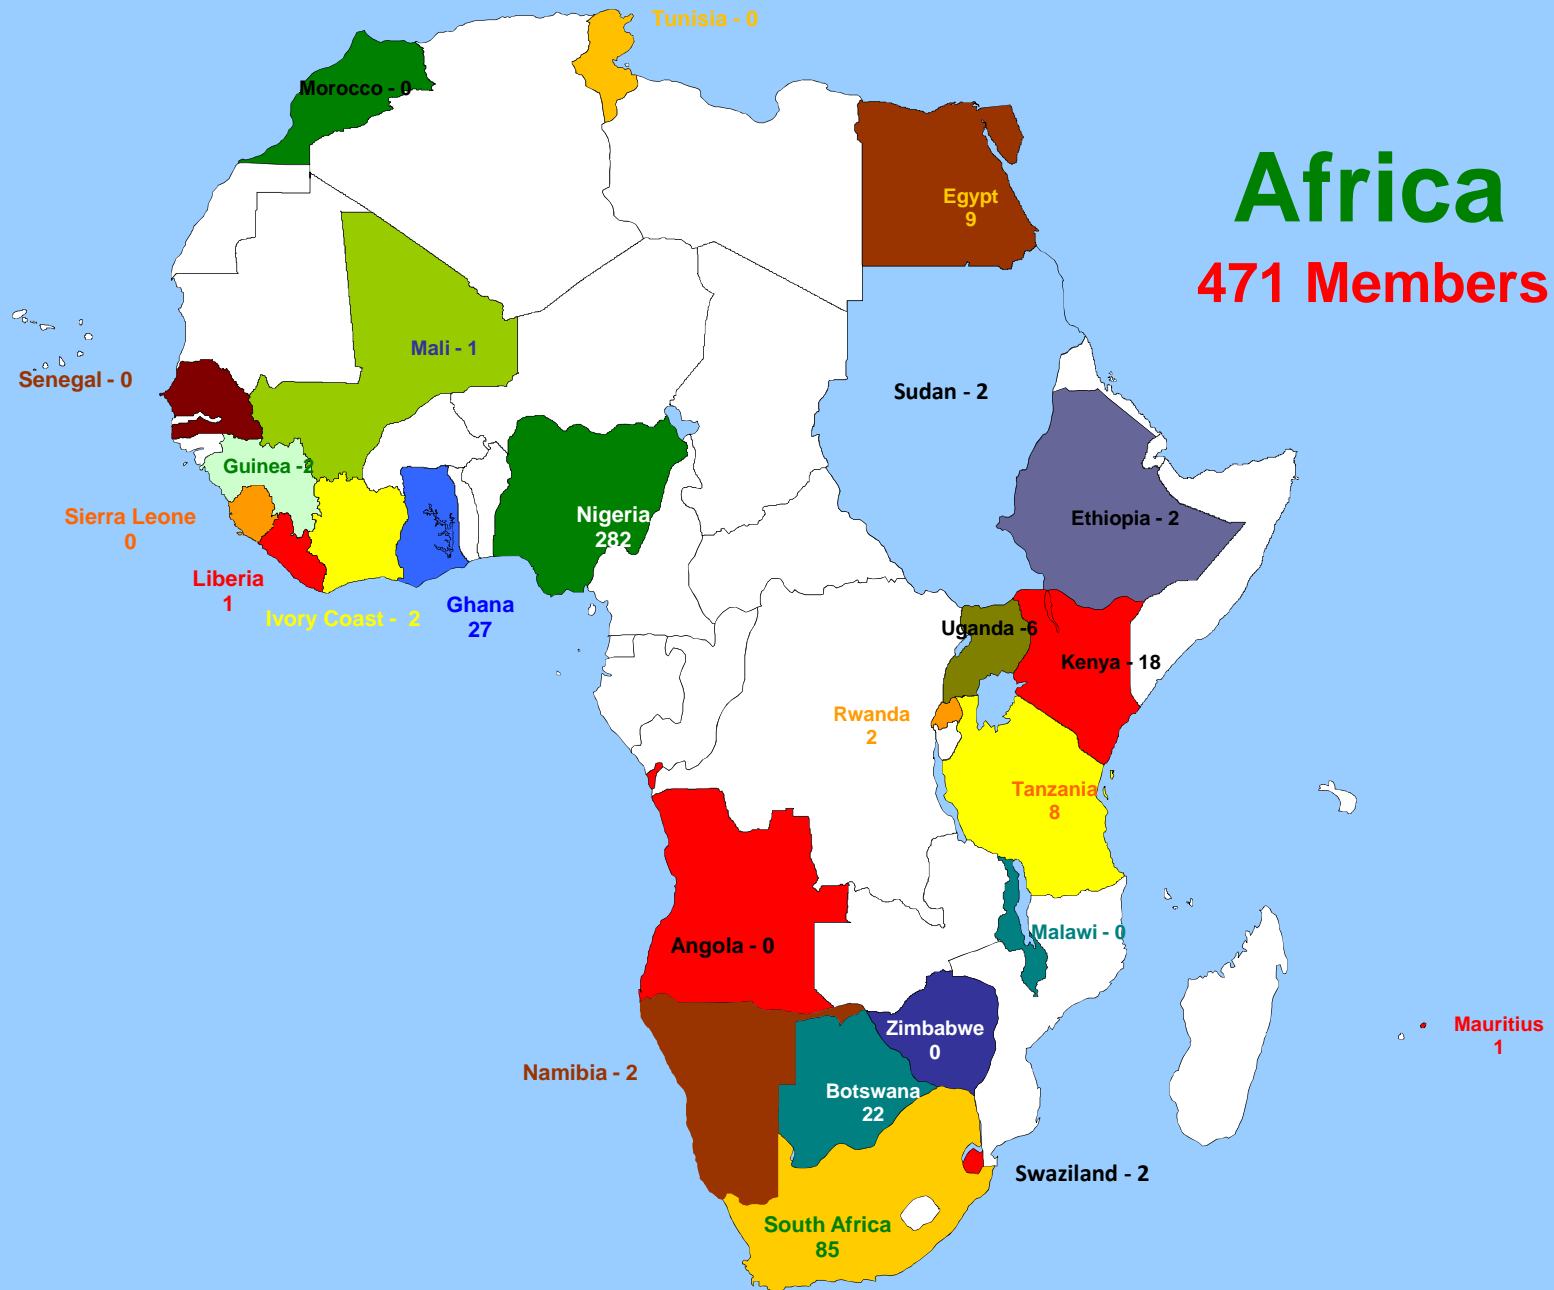 Tunisia - 0
Morocco - 0
Africa
Egypt
9
471 Members
Mali - 1
Senegal - 0
Sudan - 2
Guinea -2
Nigeria
282
Sierra Leone
0
Ethiopia - 2
Liberia
1
Ivory Coast -  2
Ghana
27
Uganda -6
Kenya - 18
Rwanda
2
Tanzania
8
Malawi - 0
Angola - 0
Zimbabwe
0
Mauritius
1
Namibia - 2
Botswana
22
Swaziland - 2
South Africa
85